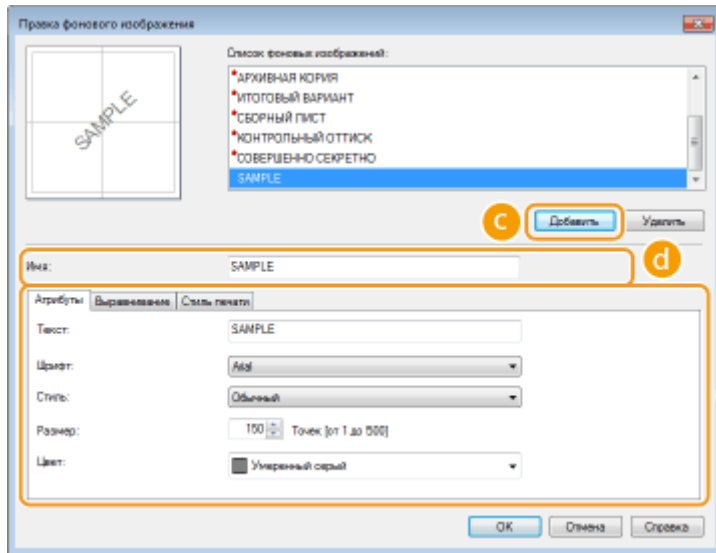 Правка фонового изображения
Список фоновых изображений:
SAMPLE
*АРХИВНАЯ КОРИЯ
*ИТОГОВЫЙ ВАРИАНТ
*СБОРНЫЙ ЛИСТ
*КОНТРОЛЬНЫЙ ОТТИСК
*СОВЕРШЕННО СЕКРЕТНО
SAMPLE
C Добавить Удалить
d
Имя: SAMPLE
Атрибуты Выравнивание Стиль печати
Текст: SAMPLE
Шрифт: Arial
Стиль: Обычный
Размер: 150 Точек [от 1 до 500]
Цвет: Умеренный серый
OK Отмена Справка